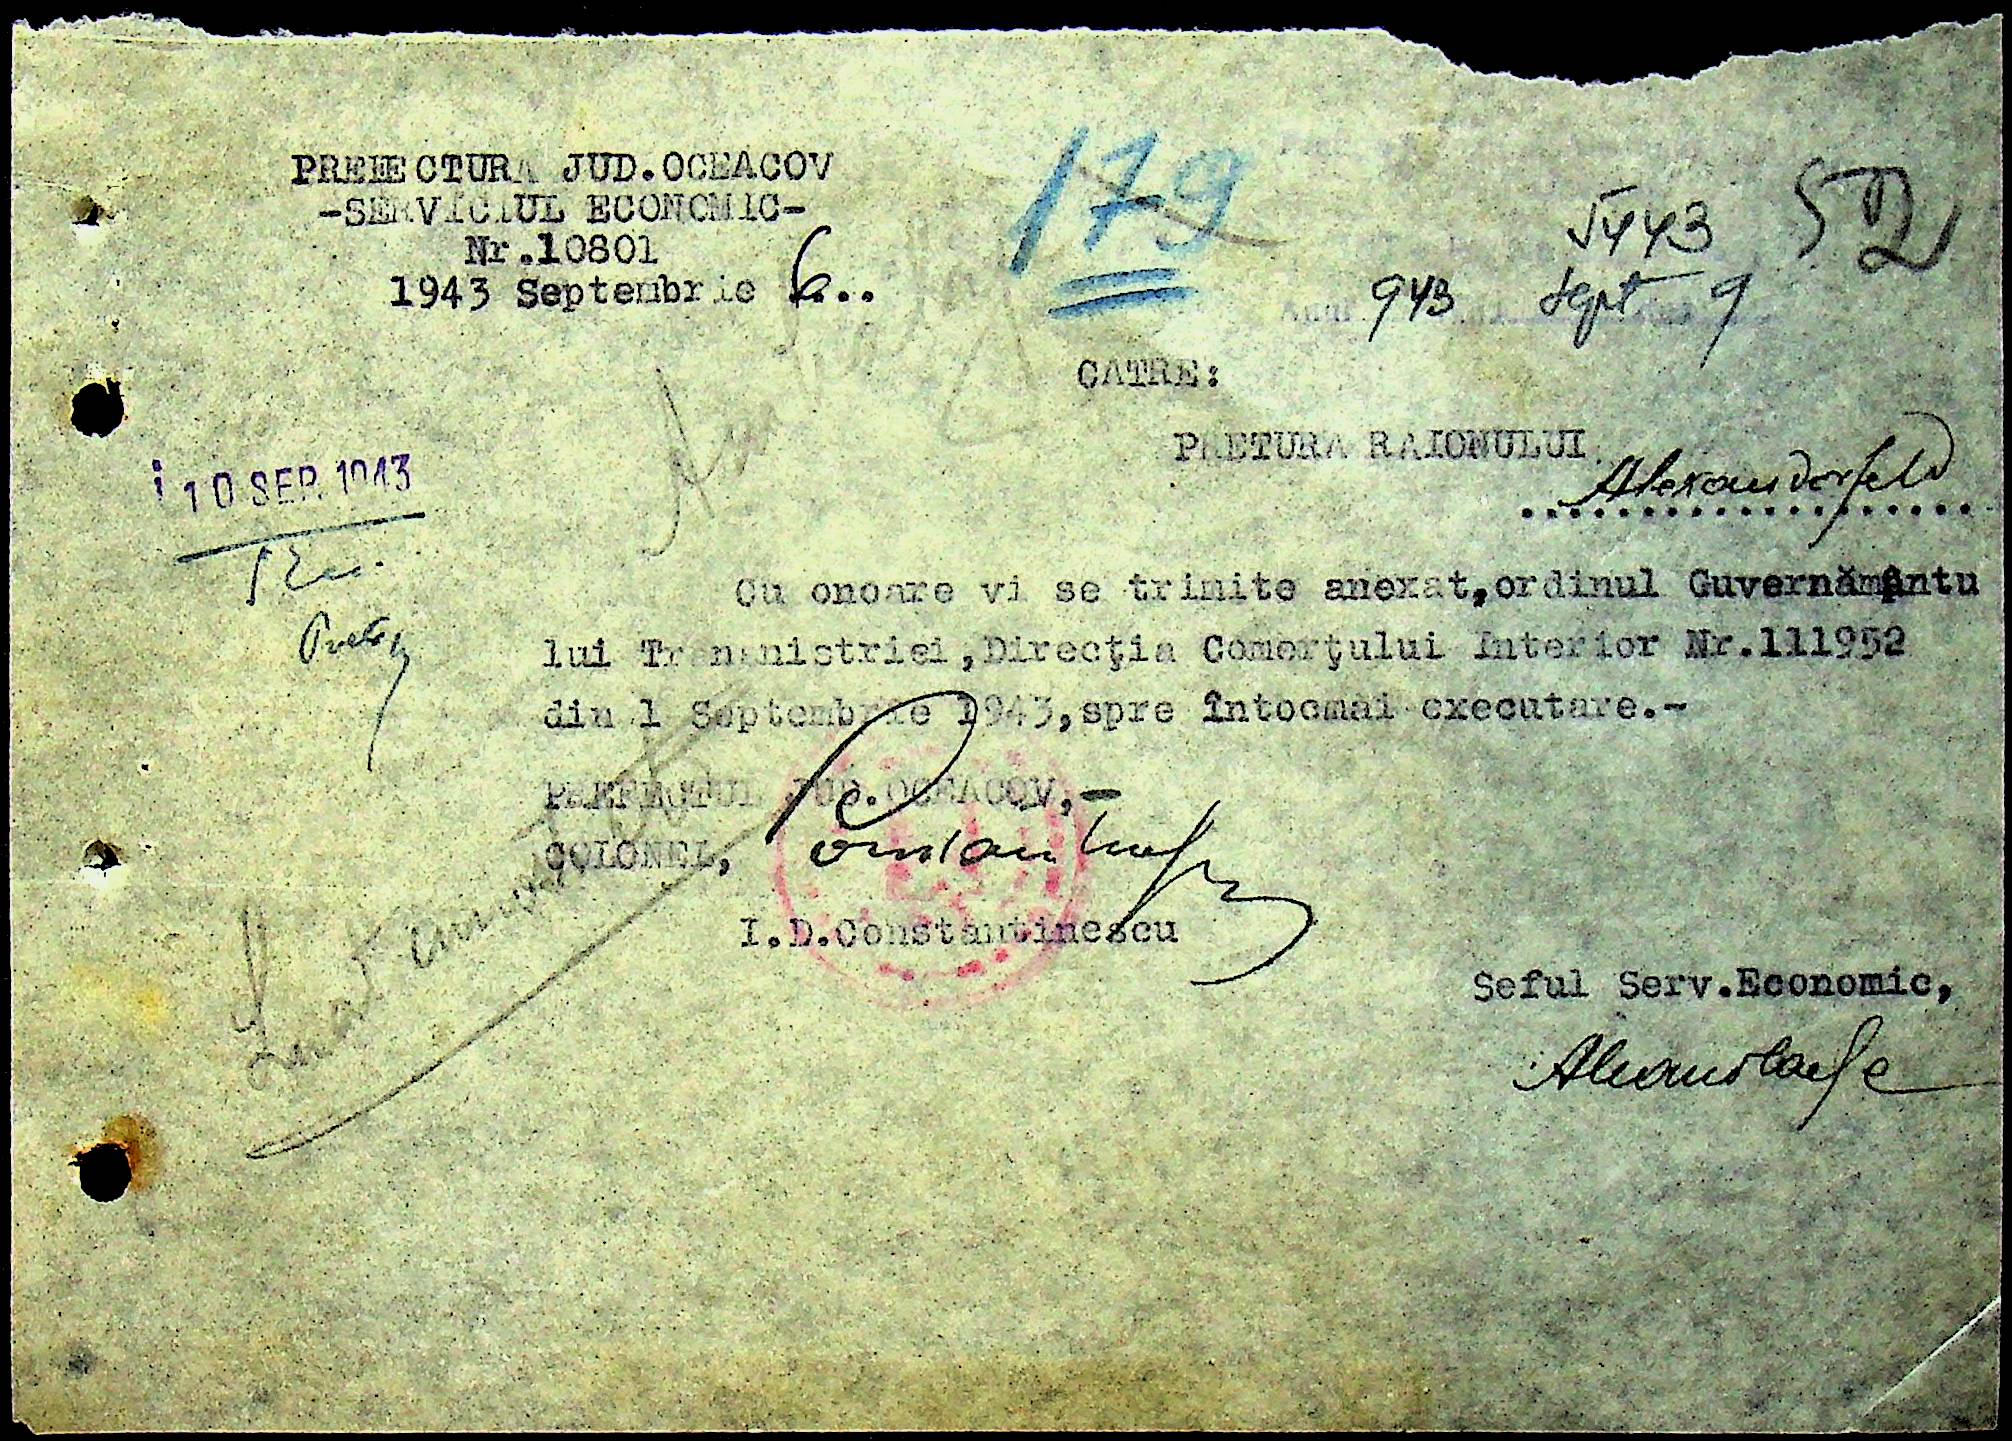 PREFECTURA JUD.OCEACOV
-SERVICIUL ECONOMIC-
Nr.10801
1943 Septembrie 6...
179
5443
52
943 Sept 9
CATRE:
PRETURA RAIONULUI
Alexandorfeld
10 SEP. 1943
Cu onoare vi se trimite anexat,ordinul Guvernământu
lui Transnistriei,Direcţia Comerţului Interior Nr.111952
din 1 Septembrie 1943,spre întocmai executare.-
PREFECTUL JUD.OCEACOV,-
COLONEL,
I.D.Constantinescu
Seful Serv.Economic,